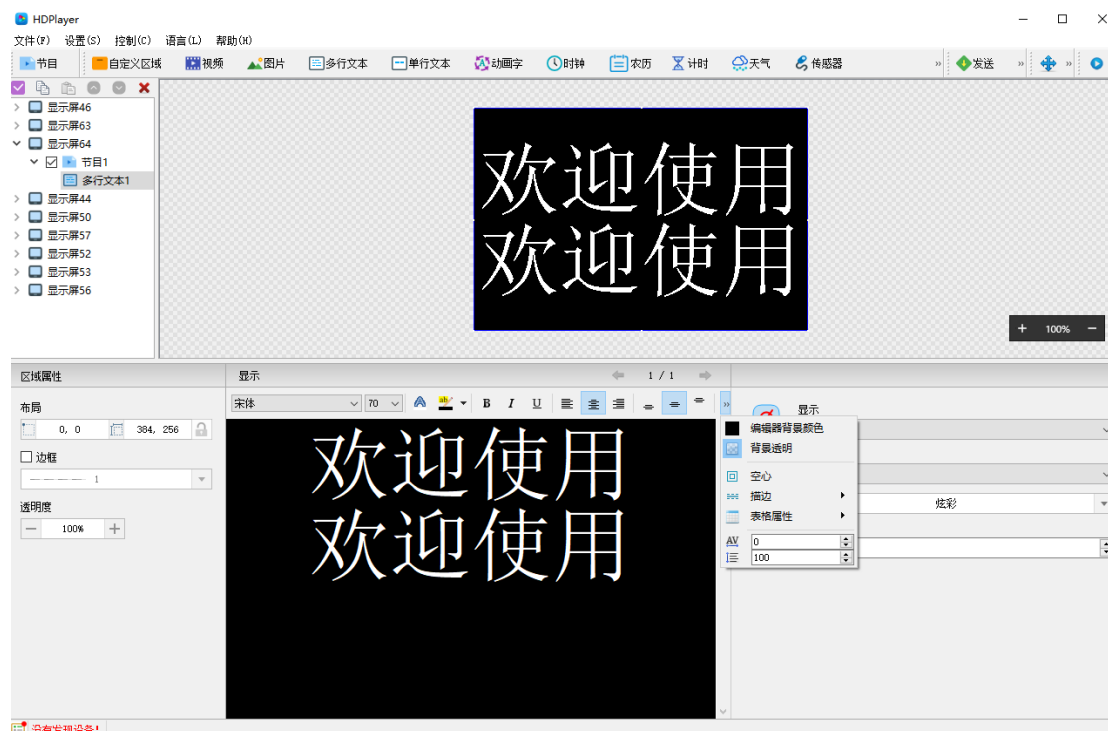 HDPlayer
文件(F) 设置(S) 控制(C) 语言(L) 帮助(H)
节目 自定义区域 视频 图片 多行文本 单行文本 动画字 时钟 农历 计时 天气 传感器 » 发送 » »
显示屏46
显示屏63
显示屏64
节目1
多行文本1
显示屏44
显示屏50
显示屏57
显示屏52
显示屏53
显示屏56
欢迎使用
欢迎使用
+ 100% −
区域属性
布局
0, 0 384, 256
边框
1
透明度
100%
显示 1 / 1
宋体 70 B I U »
欢迎使用
欢迎使用
显示
编辑器背景颜色
背景透明
空心
描边
表格属性
AV 0
100
炫彩
没有发现设备!